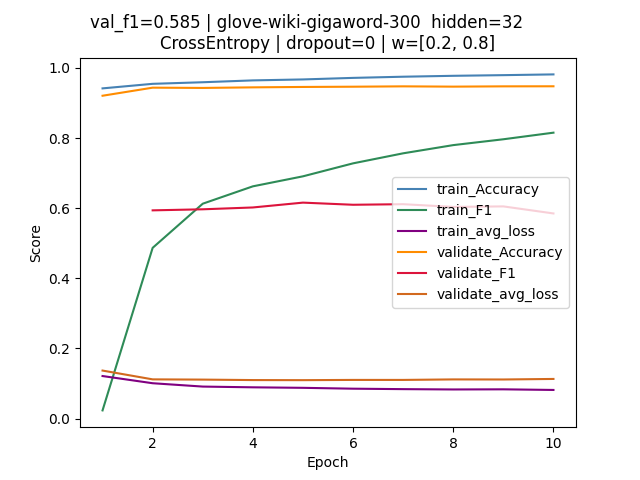 val_f1=0.585 | glove-wiki-gigaword-300 hidden=32
CrossEntropy | dropout=0 | w=[0.2, 0.8]
1.0
0.8
0.6
0.4
0.2
0.0
Score
train_Accuracy
train_F1
train_avg_loss
validate_Accuracy
validate_F1
validate_avg_loss
2 4 6 8 10
Epoch